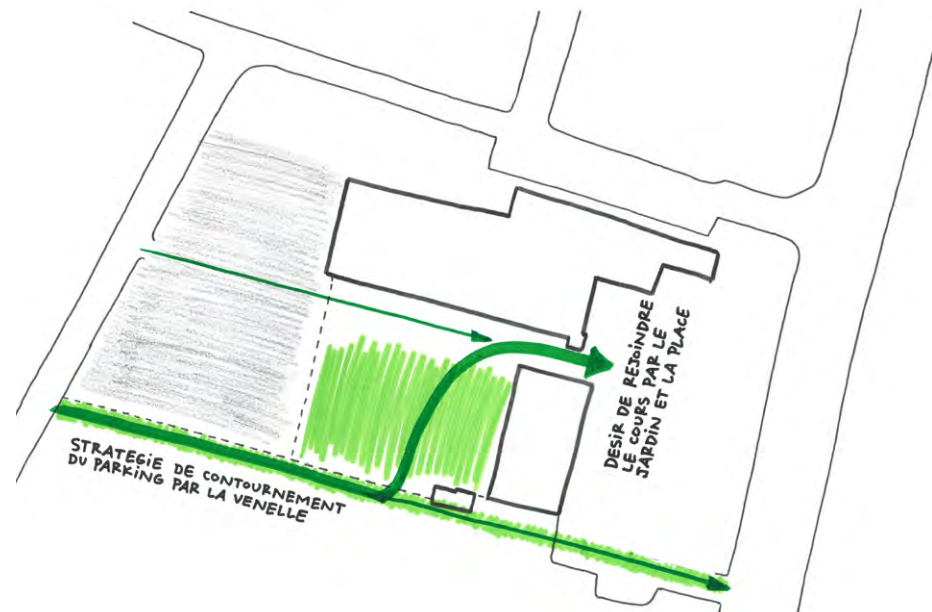 STRATEGIE DE CONTOURNEMENT
DU PARKING PAR LA VENELLE
DESIR DE REJOINDRE
LE COURS PAR LE
JARDIN ET LA PLACE